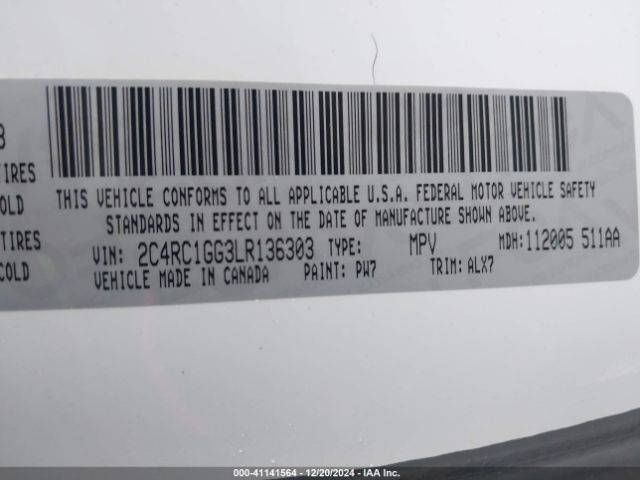 3
TIRES
COLD
TIRES
COLD
THIS VEHICLE CONFORMS TO ALL APPLICABLE U.S.A. FEDERAL MOTOR VEHICLE SAFETY
STANDARDS IN EFFECT ON THE DATE OF MANUFACTURE SHOWN ABOVE.
VIN: 2C4RC1GG3LR136303 TYPE: MPV MDH:112005 511AA
VEHICLE MADE IN CANADA PAINT: PW7 TRIM: ALX7
000-41141564 / 12/20/2024 - IAA Inc.